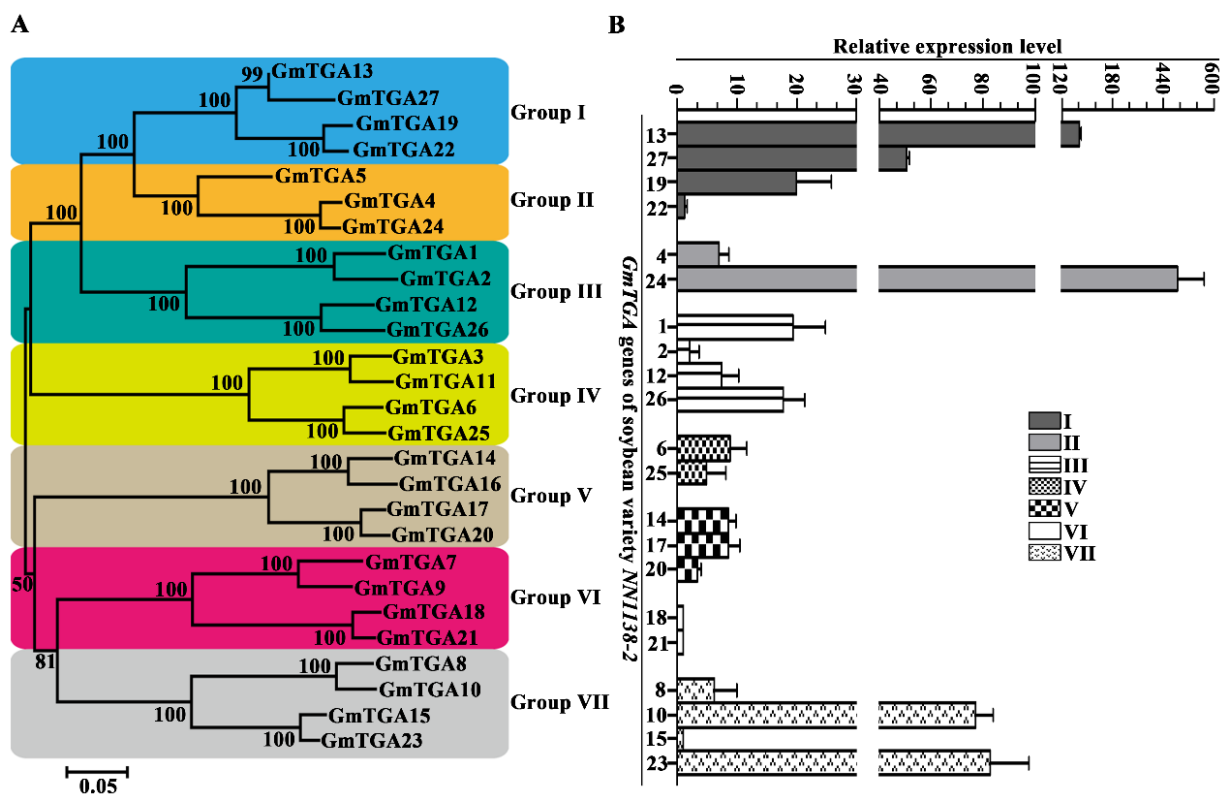 A
GmTGA13
99
GmTGA27
100
GmTGA19
100
GmTGA22
100
Group I
GmTGA5
100
GmTGA4
100
GmTGA24
100
Group II
GmTGA1
100
GmTGA2
100
GmTGA12
100
GmTGA26
Group III
GmTGA3
100
GmTGA11
100
GmTGA6
100
GmTGA25
Group IV
GmTGA14
100
GmTGA16
100
GmTGA17
100
GmTGA20
Group V
50
GmTGA7
100
GmTGA9
100
GmTGA18
100
GmTGA21
Group VI
81
GmTGA8
100
GmTGA10
100
GmTGA15
100
GmTGA23
Group VII
0.05
B
Relative expression level
0 10 20 30 40 60 80 100 120 180 440 600
GmTGA genes of soybean variety NN1138-2
13
27
19
22
4
24
1
2
12
26
6
25
14
17
20
18
21
8
10
15
23
I
II
III
IV
V
VI
VII